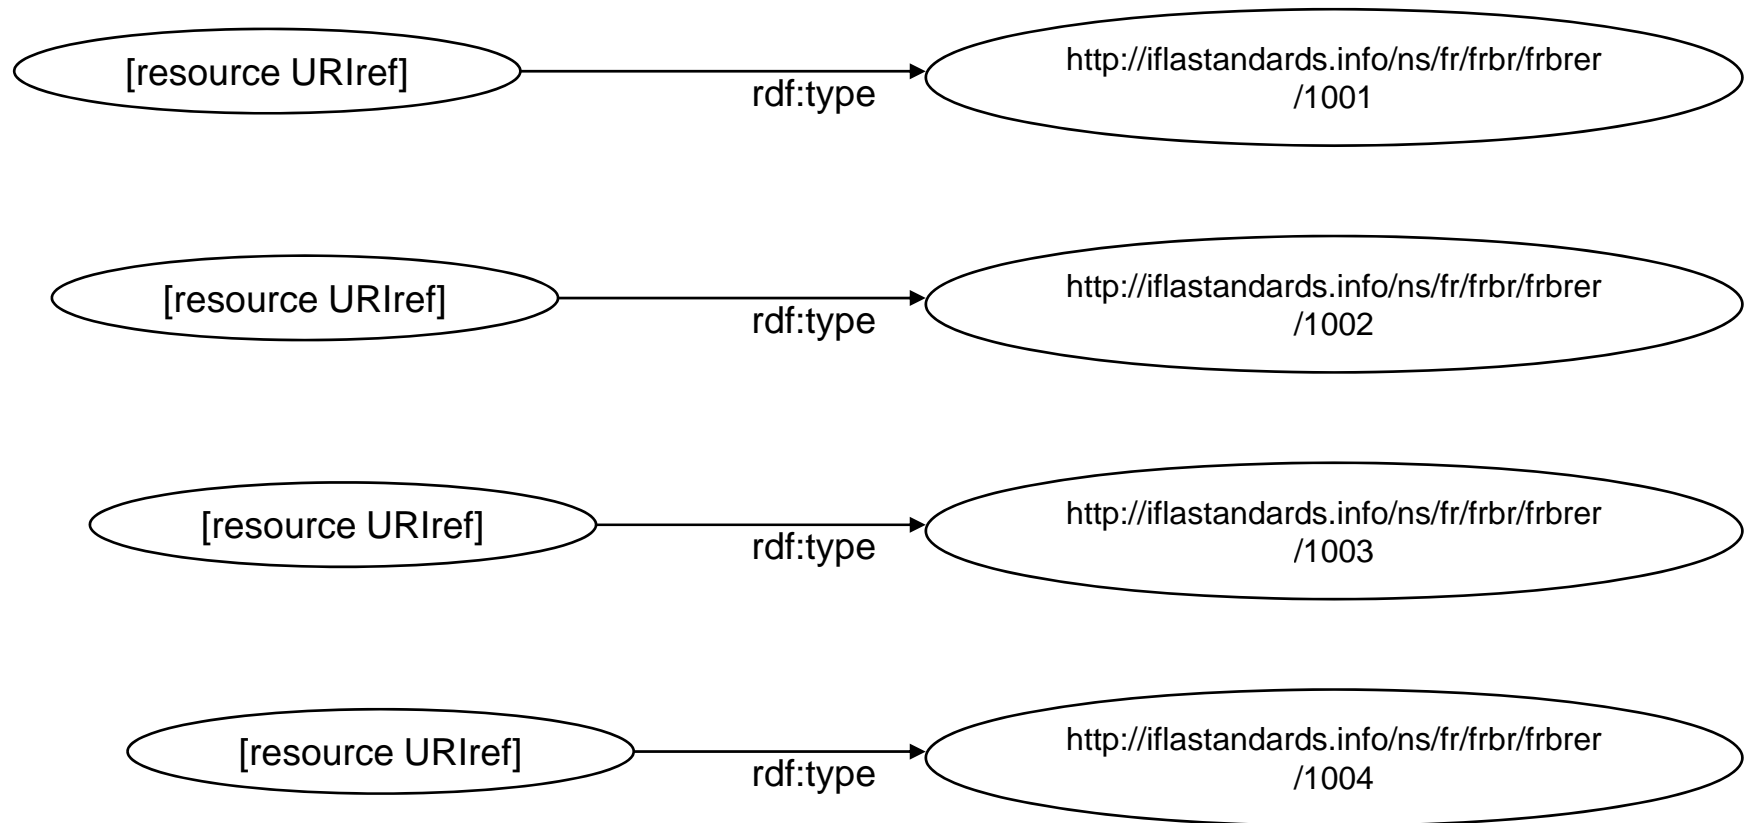 [resource URIref]
rdf:type
http://iflastandards.info/ns/fr/frbr/frbrer
/1001
[resource URIref]
rdf:type
http://iflastandards.info/ns/fr/frbr/frbrer
/1002
[resource URIref]
rdf:type
http://iflastandards.info/ns/fr/frbr/frbrer
/1003
[resource URIref]
rdf:type
http://iflastandards.info/ns/fr/frbr/frbrer
/1004